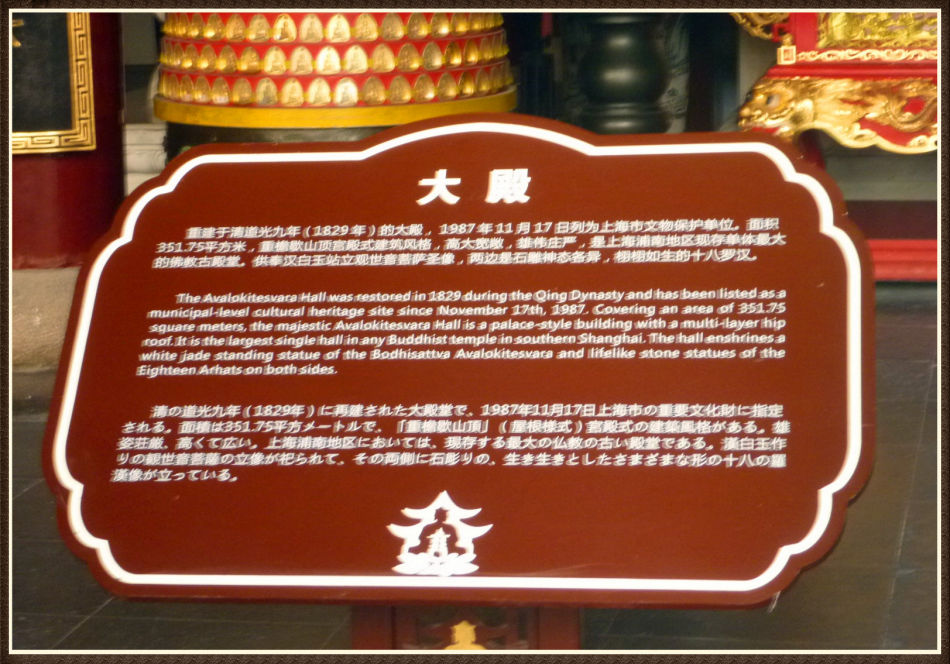 大 殿
重建于清道光九年(1829年)的大殿，1987年11月17日列为上海市文物保护单位。面积
351.75平方米，重檐歇山顶宫殿式建筑风格，高大宽敞，雄伟庄严，是上海浦南地区现存单体最大
的佛教古殿堂。供奉汉白玉站立观世音菩萨圣像，两边是石雕神态各异，栩栩如生的十八罗汉。
The Avalokitesvara Hall was restored in 1829 during the Qing Dynasty and has been listed as a
municipal-level cultural heritage site since November 17th, 1987. Covering an area of 351.75
square meters, the majestic Avalokitesvara Hall is a palace-style building with a multi-layer hip
roof. It is the largest single hall in any Buddhist temple in southern Shanghai. The hall enshrines a
white jade standing statue of the Bodhisattva Avalokitesvara and lifelike stone statues of the
Eighteen Arhats on both sides.
清の道光九年(1829年)に再建された大殿堂で、1987年11月17日上海市の重要文化財に指定
される。面積は351.75平方メートルで、「重檐歇山頂」(屋根様式)宮殿式の建築風格がある。雄
姿荘厳、高くて広い。上海浦南地区においては、現存する最大の仏教の古い殿堂である。漢白玉作
りの観世音菩薩の立像が祀られて、その両側に石彫りの、生き生きとしたさまざまな形の十八の羅
漢像が立っている。